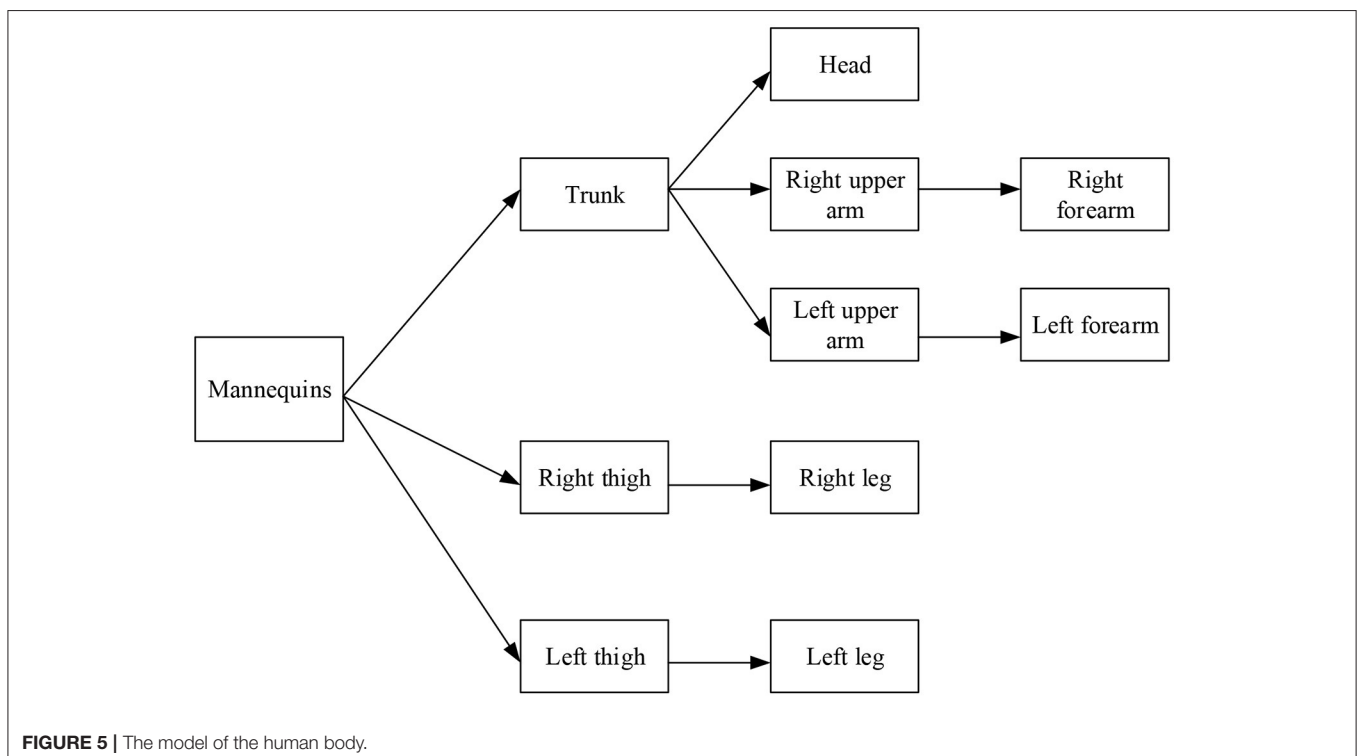 Head
Trunk
Right upper
arm
Right
forearm
Left upper
arm
Left forearm
Mannequins
Right thigh
Right leg
Left thigh
Left leg
FIGURE 5 | The model of the human body.